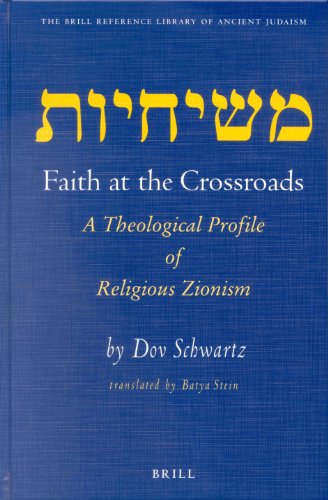 THE BRILL REFERENCE LIBRARY OF ANCIENT JUDAISM
משיחיות
Faith at the Crossroads
A Theological Profile
of
Religious Zionism
by Dov Schwartz
translated by Batya Stein
BRILL